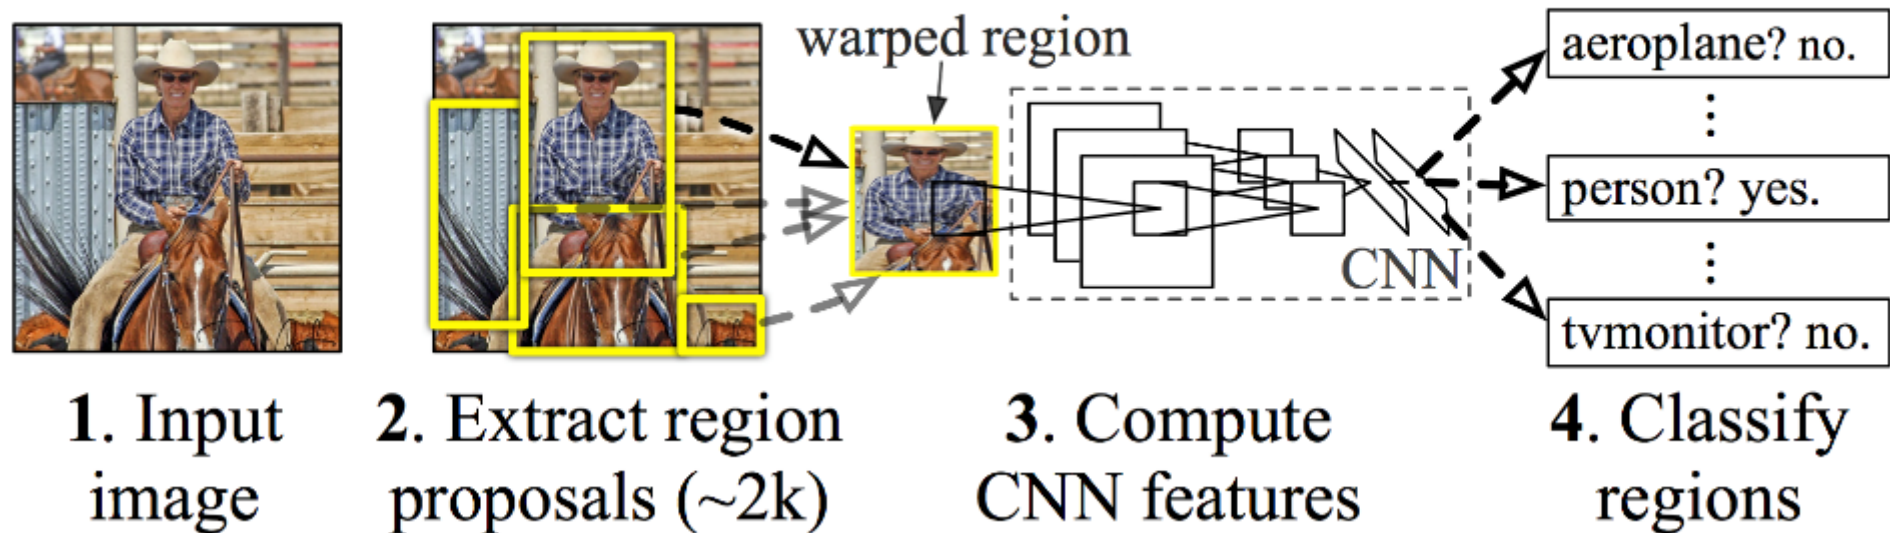 warped region
aeroplane? no.
⋮
person? yes.
⋮
tvmonitor? no.
CNN
1. Input
image
2. Extract region
proposals (~2k)
3. Compute
CNN features
4. Classify
regions